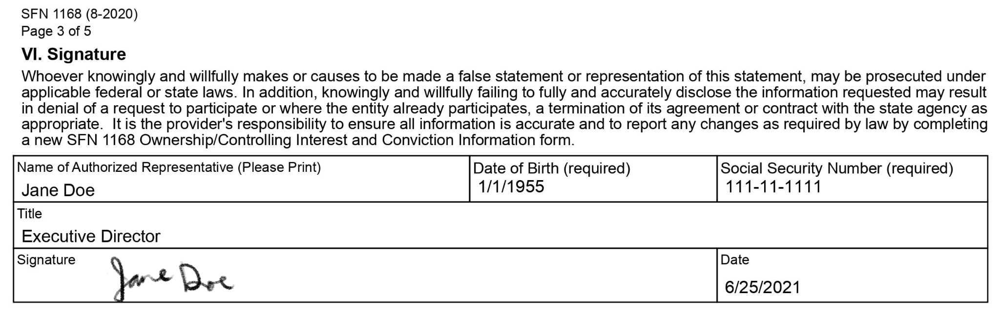 SFN 1168 (8-2020)
Page 3 of 5
VI. Signature
Whoever knowingly and willfully makes or causes to be made a false statement or representation of this statement, may be prosecuted under
applicable federal or state laws. In addition, knowingly and willfully failing to fully and accurately disclose the information requested may result
in denial of a request to participate or where the entity already participates, a termination of its agreement or contract with the state agency as
appropriate.  It is the provider's responsibility to ensure all information is accurate and to report any changes as required by law by completing
a new SFN 1168 Ownership/Controlling Interest and Conviction Information form.
Name of Authorized Representative (Please Print)
Jane Doe
Date of Birth (required)
1/1/1955
Social Security Number (required)
111-11-1111
Title
Executive Director
Signature
Jane Doe
Date
6/25/2021